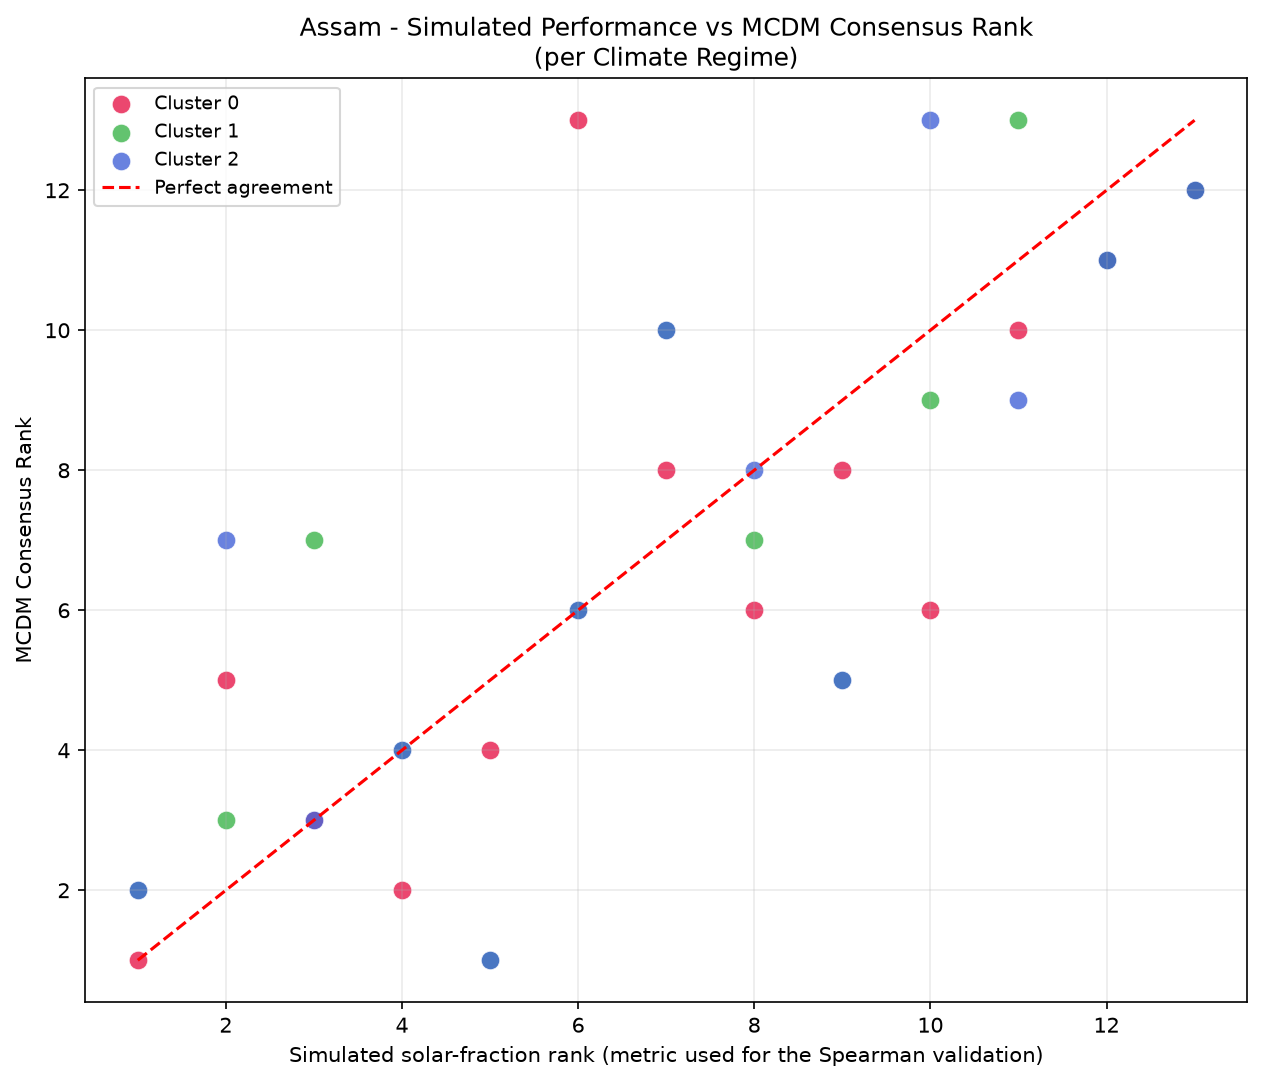 Assam - Simulated Performance vs MCDM Consensus Rank
(per Climate Regime)
Cluster 0
Cluster 1
Cluster 2
Perfect agreement
12
10
8
6
4
2
MCDM Consensus Rank
2 4 6 8 10 12
Simulated solar-fraction rank (metric used for the Spearman validation)